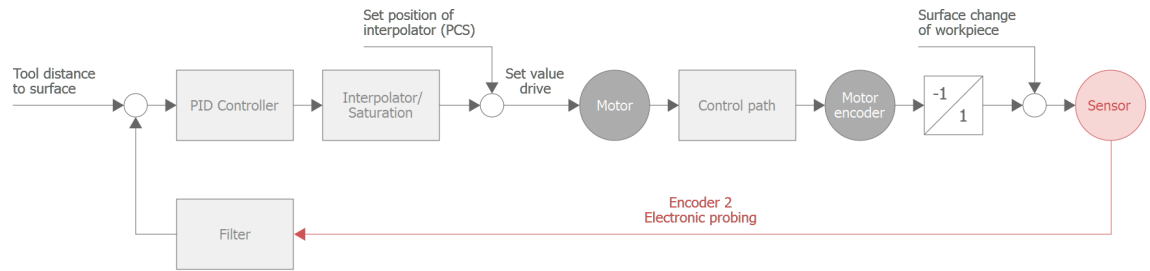 Set position of
interpolator (PCS)
Surface change
of workpiece
Tool distance
to surface
PID Controller
Interpolator/
Saturation
Set value
drive
Motor
Control path
Motor
encoder
-1
1
Sensor
Encoder 2
Electronic probing
Filter